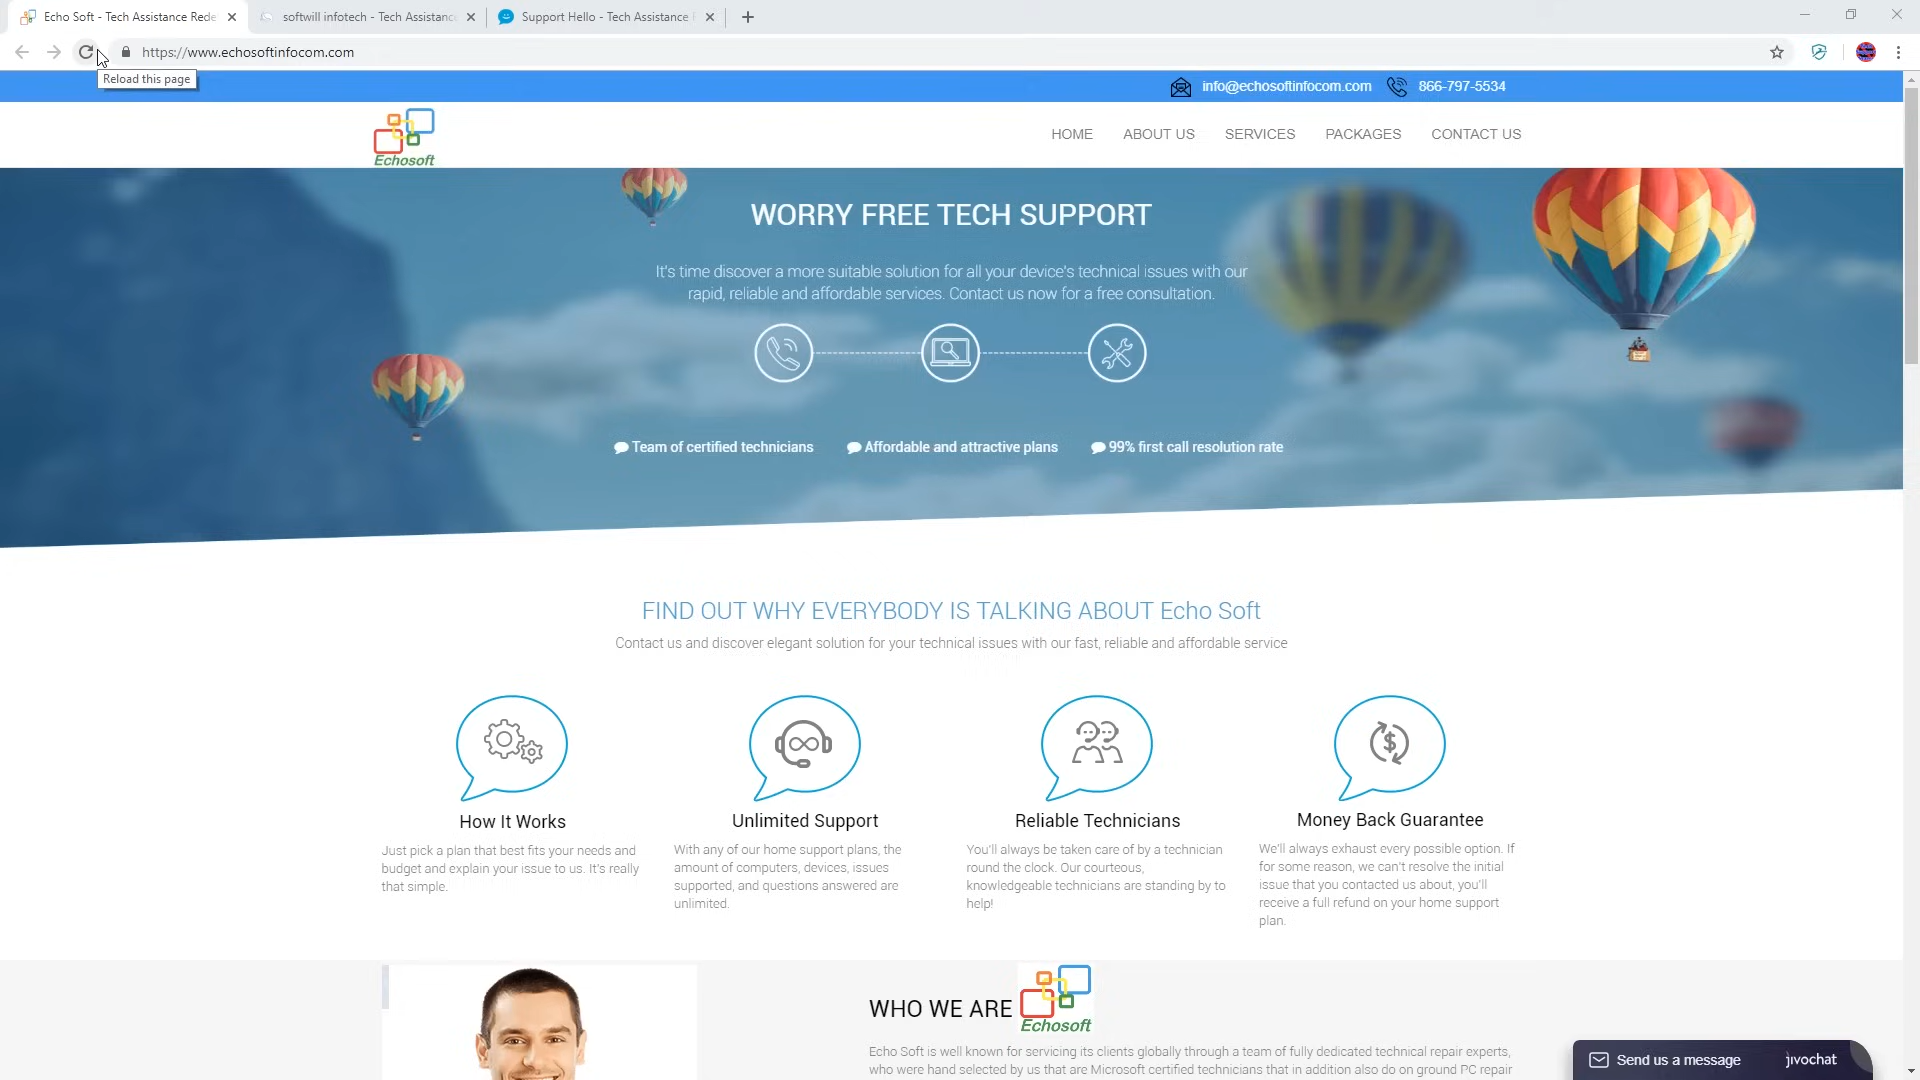 Echo Soft - Tech Assistance Rede
softwill infotech - Tech Assistanc
Support Hello - Tech Assistance
https://www.echosoftinfocom.com
Reload this page
info@echosoftinfocom.com
866-797-5534
Echosoft
HOME
ABOUT US
SERVICES
PACKAGES
CONTACT US
WORRY FREE TECH SUPPORT
It's time discover a more suitable solution for all your device's technical issues with our
rapid, reliable and affordable services. Contact us now for a free consultation.
Team of certified technicians
Affordable and attractive plans
99% first call resolution rate
FIND OUT WHY EVERYBODY IS TALKING ABOUT Echo Soft
Contact us and discover elegant solution for your technical issues with our fast, reliable and affordable service
How It Works
Just pick a plan that best fits your needs and
budget and explain your issue to us. It's really
that simple.
Unlimited Support
With any of our home support plans, the
amount of computers, devices, issues
supported, and questions answered are
unlimited.
Reliable Technicians
You'll always be taken care of by a technician
round the clock. Our courteous,
knowledgeable technicians are standing by to
help!
Money Back Guarantee
We'll always exhaust every possible option. If
for some reason, we can't resolve the initial
issue that you contacted us about, you'll
receive a full refund on your home support
plan.
WHO WE ARE
Echosoft
Echo Soft is well known for servicing its clients globally through a team of fully dedicated technical repair experts,
who were hand selected by us that are Microsoft certified technicians that in addition also do on ground PC repair
Send us a message
jivochat